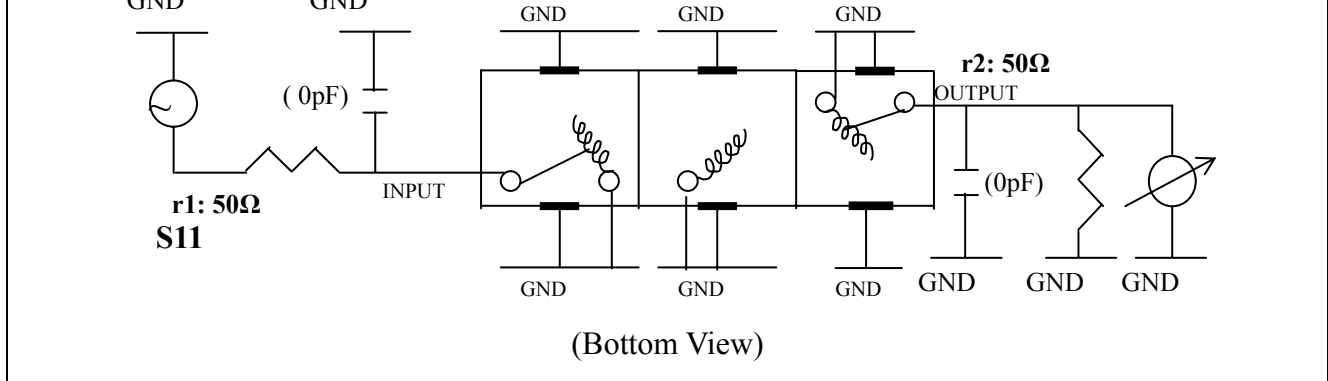 GND GND
GND GND GND
r2: 50Ω
( 0pF)
OUTPUT
INPUT
(0pF)
r1: 50Ω
S11
GND GND GND GND GND GND
(Bottom View)